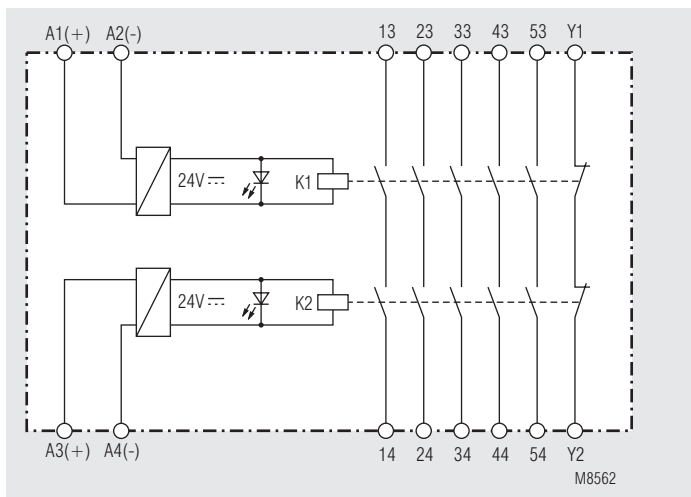 A1(+) A2(-) 13 23 33 43 53 Y1
24V K1
24V K2
A3(+) A4(-) 14 24 34 44 54 Y2
M8562